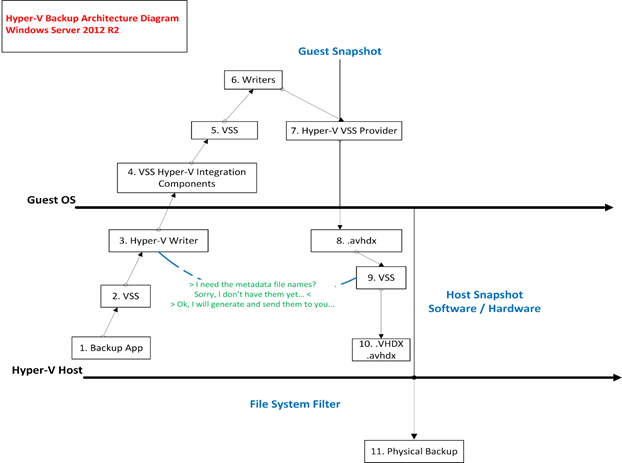 Hyper-V Backup Architecture Diagram
Windows Server 2012 R2
Guest Snapshot
6. Writers
5. VSS
7. Hyper-V VSS Provider
4. VSS Hyper-V Integration
Components
Guest OS
3. Hyper-V Writer
8. .avhdx
> I need the metadata file names?
Sorry, I don't have them yet... <
> Ok, I will generate and send them to you...
9. VSS
2. VSS
Host Snapshot
Software / Hardware
1. Backup App
10. .VHDX
.avhdx
Hyper-V Host
File System Filter
11. Physical Backup